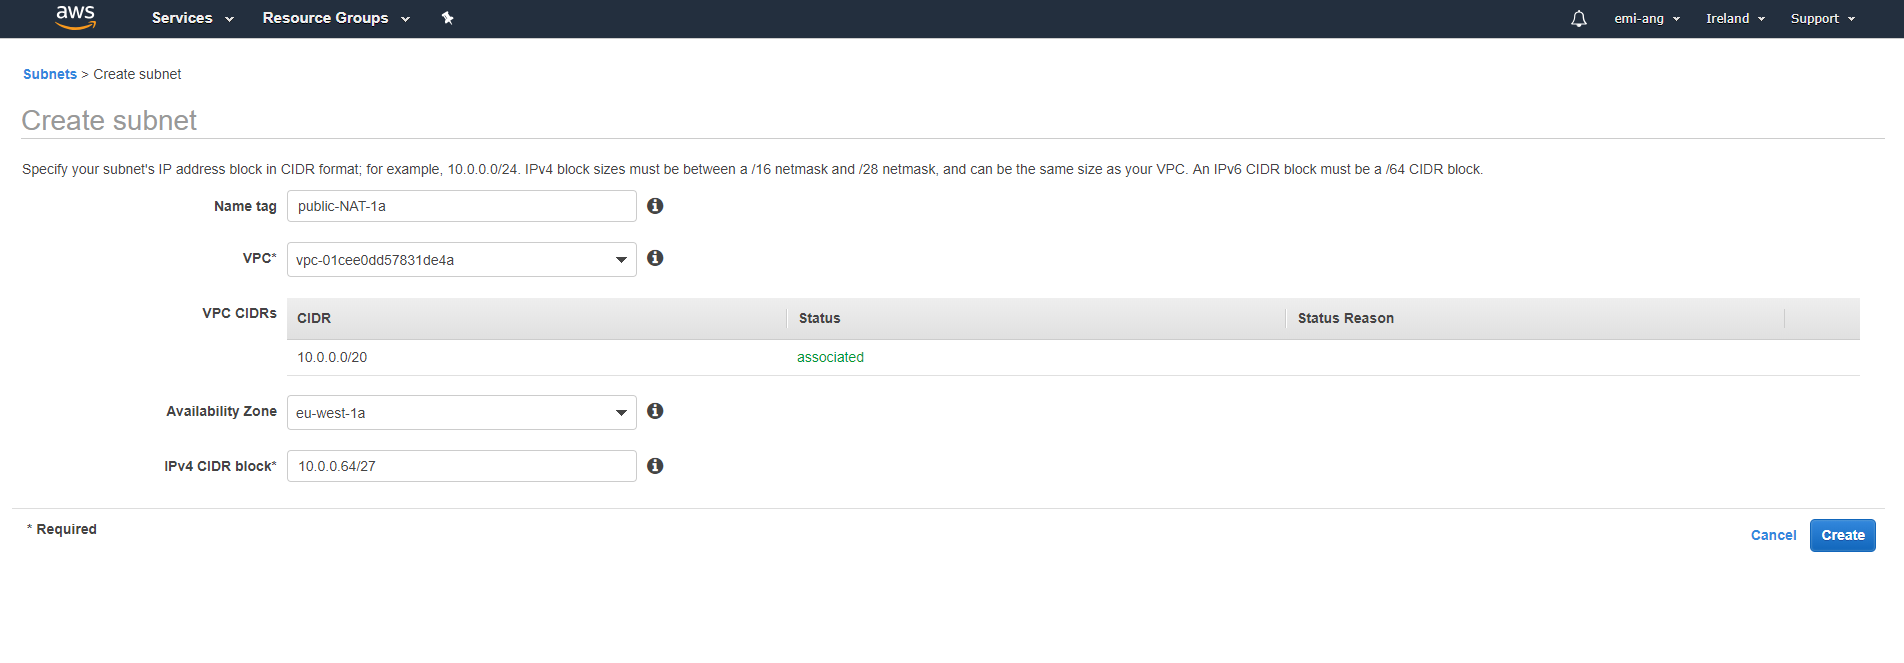 aws Services Resource Groups emi-ang Ireland Support
Subnets > Create subnet
Create subnet
Specify your subnet's IP address block in CIDR format; for example, 10.0.0.0/24. IPv4 block sizes must be between a /16 netmask and /28 netmask, and can be the same size as your VPC. An IPv6 CIDR block must be a /64 CIDR block.
Name tag public-NAT-1a
VPC* vpc-01cee0dd57831de4a
VPC CIDRs CIDR Status Status Reason
10.0.0.0/20 associated
Availability Zone eu-west-1a
IPv4 CIDR block* 10.0.0.64/27
* Required
Cancel Create